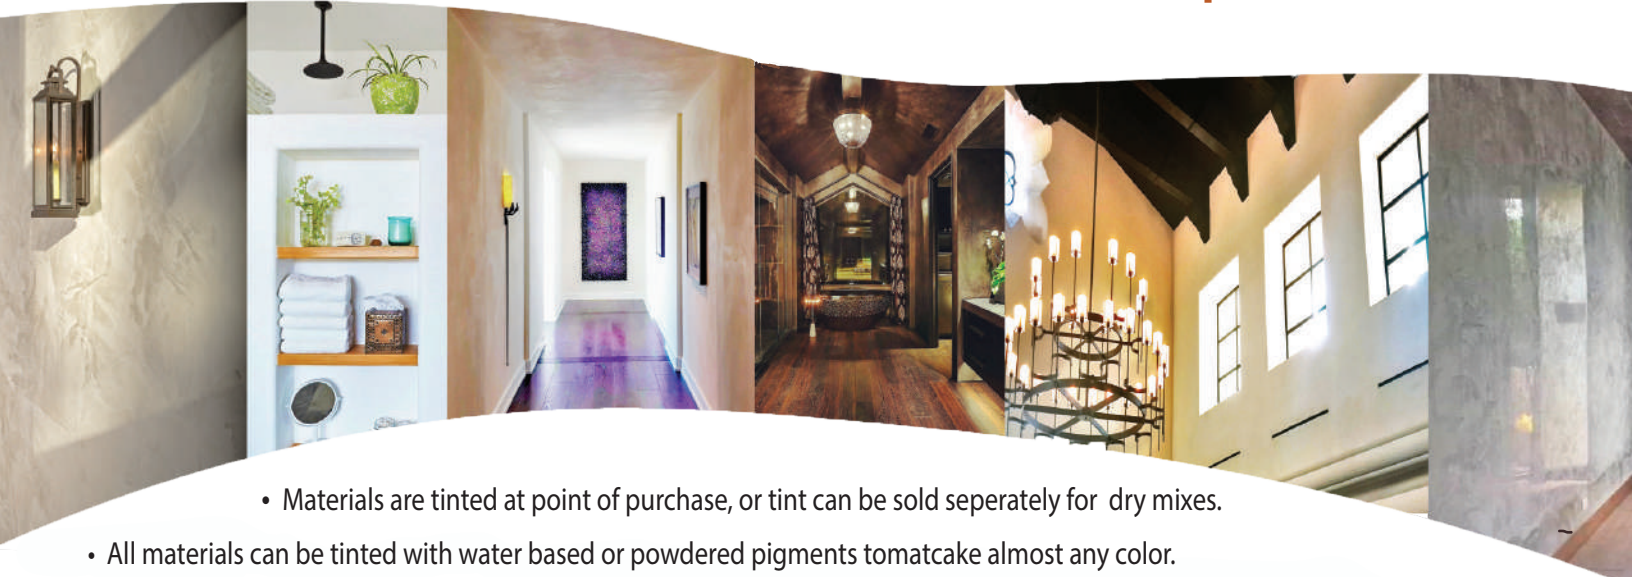 • Materials are tinted at point of purchase, or tint can be sold seperately for dry mixes.
• All materials can be tinted with water based or powdered pigments tomatcake almost any color.